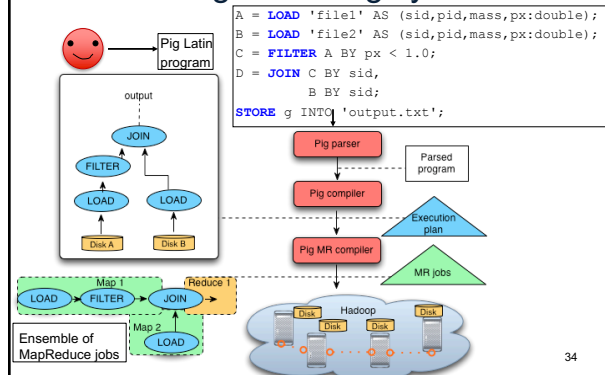 A = LOAD 'file1' AS (sid,pid,mass,px:double);
B = LOAD 'file2' AS (sid,pid,mass,px:double);
C = FILTER A BY px < 1.0;
D = JOIN C BY sid,
B BY sid;
STORE g INTO 'output.txt';
Pig Latin
program
output
JOIN
FILTER
LOAD
LOAD
Disk A
Disk B
Pig parser
Parsed
program
Pig compiler
Execution
plan
Pig MR compiler
MR jobs
Map 1
Reduce 1
LOAD
FILTER
JOIN
Map 2
LOAD
Ensemble of
MapReduce jobs
Hadoop
Disk
Disk
Disk
Disk
34